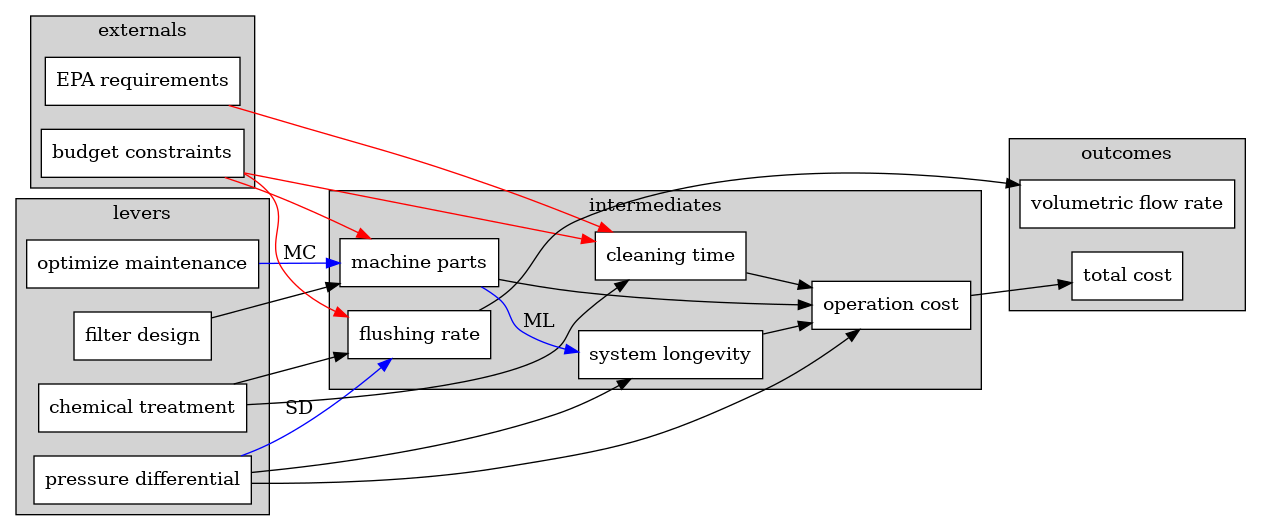 externals
EPA requirements
budget constraints
levers
optimize maintenance
filter design
chemical treatment
pressure differential
MC
SD
intermediates
machine parts
flushing rate
ML
cleaning time
system longevity
operation cost
outcomes
volumetric flow rate
total cost